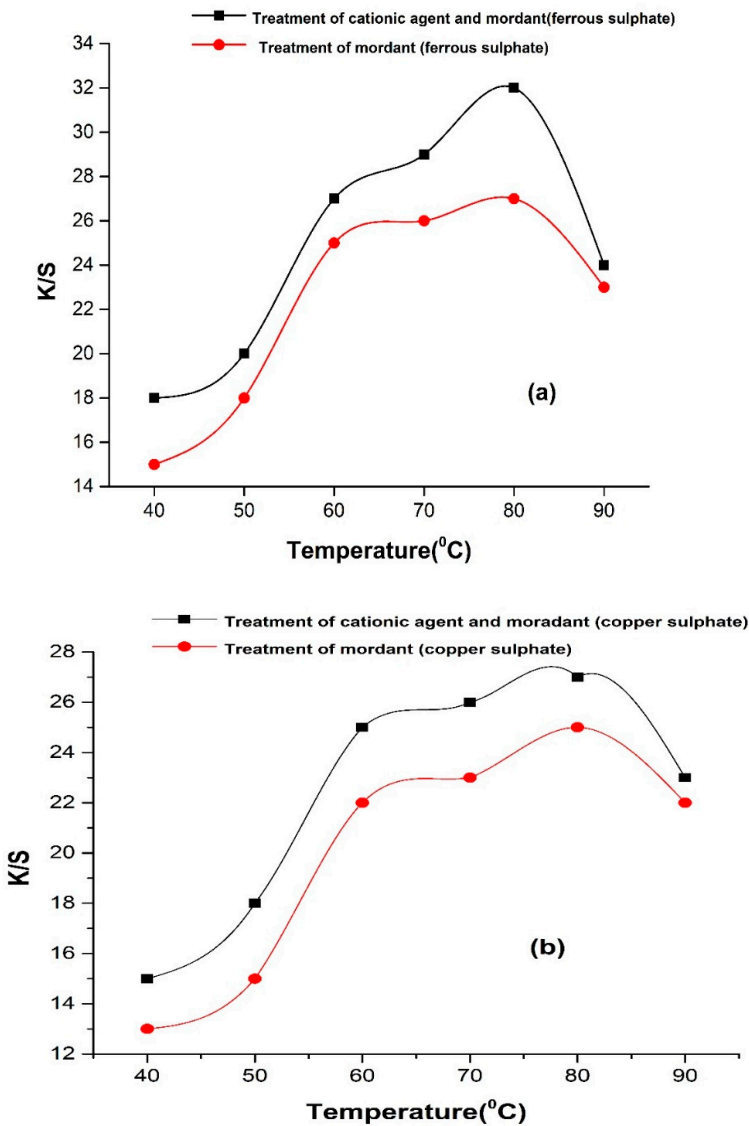 Treatment of cationic agent and mordant(ferrous sulphate)
Treatment of mordant (ferrous sulphate)
34
32
30
28
26
24
22
20
18
16
14
K/S
(a)
40 50 60 70 80 90
Temperature(⁰C)
Treatment of cationic agent and moradant (copper sulphate)
Treatment of mordant (copper sulphate)
28
26
24
22
20
18
16
14
12
K/S
(b)
40 50 60 70 80 90
Temperature(⁰C)